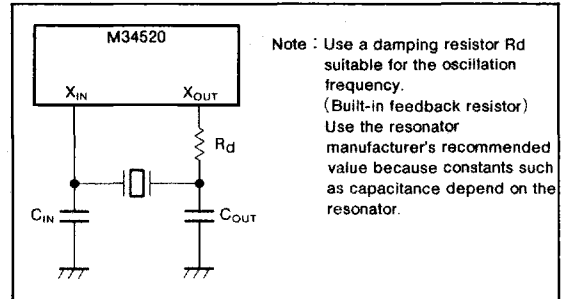 M34520
XIN
XOUT
Rd
CIN
COUT
Note : Use a damping resistor Rd
suitable for the oscillation
frequency.
(Built-in feedback resistor)
Use the resonator
manufacturer's recommended
value because constants such
as capacitance depend on the
resonator.